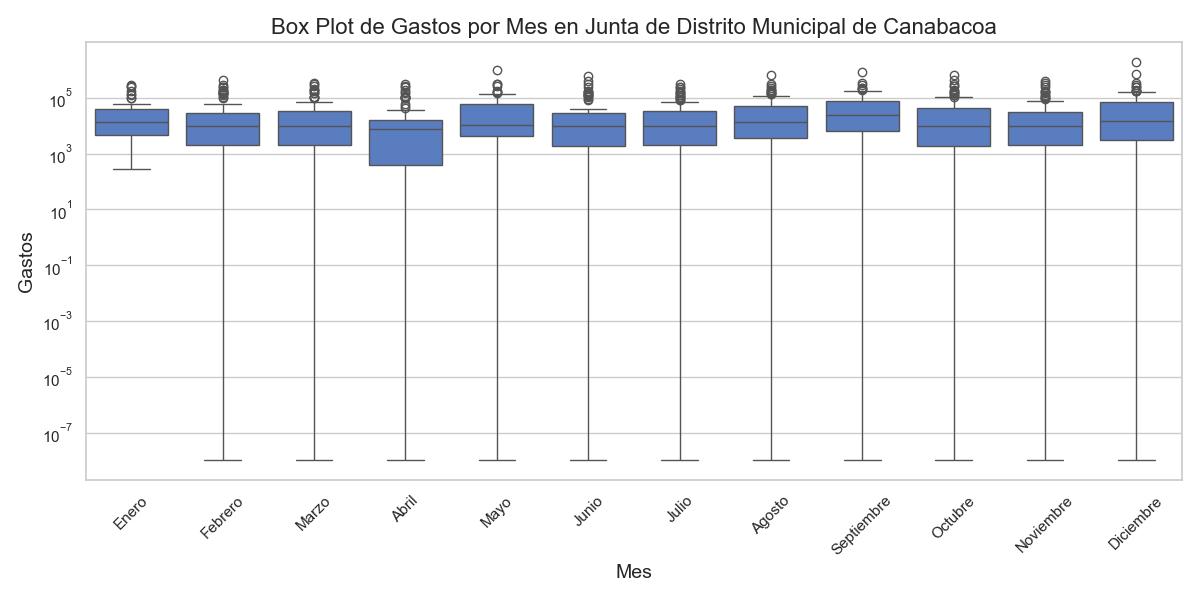 Box Plot de Gastos por Mes en Junta de Distrito Municipal de Canabacoa
Gastos
10^5
10^3
10^1
10^−1
10^−3
10^−5
10^−7
Enero
Febrero
Marzo
Abril
Mayo
Junio
Julio
Agosto
Septiembre
Octubre
Noviembre
Diciembre
Mes